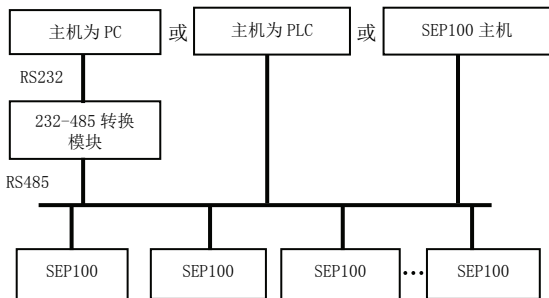 主机为 PC 或 主机为 PLC 或 SEP100 主机
RS232
232-485 转换
模块
RS485
SEP100 SEP100 SEP100 ··· SEP100